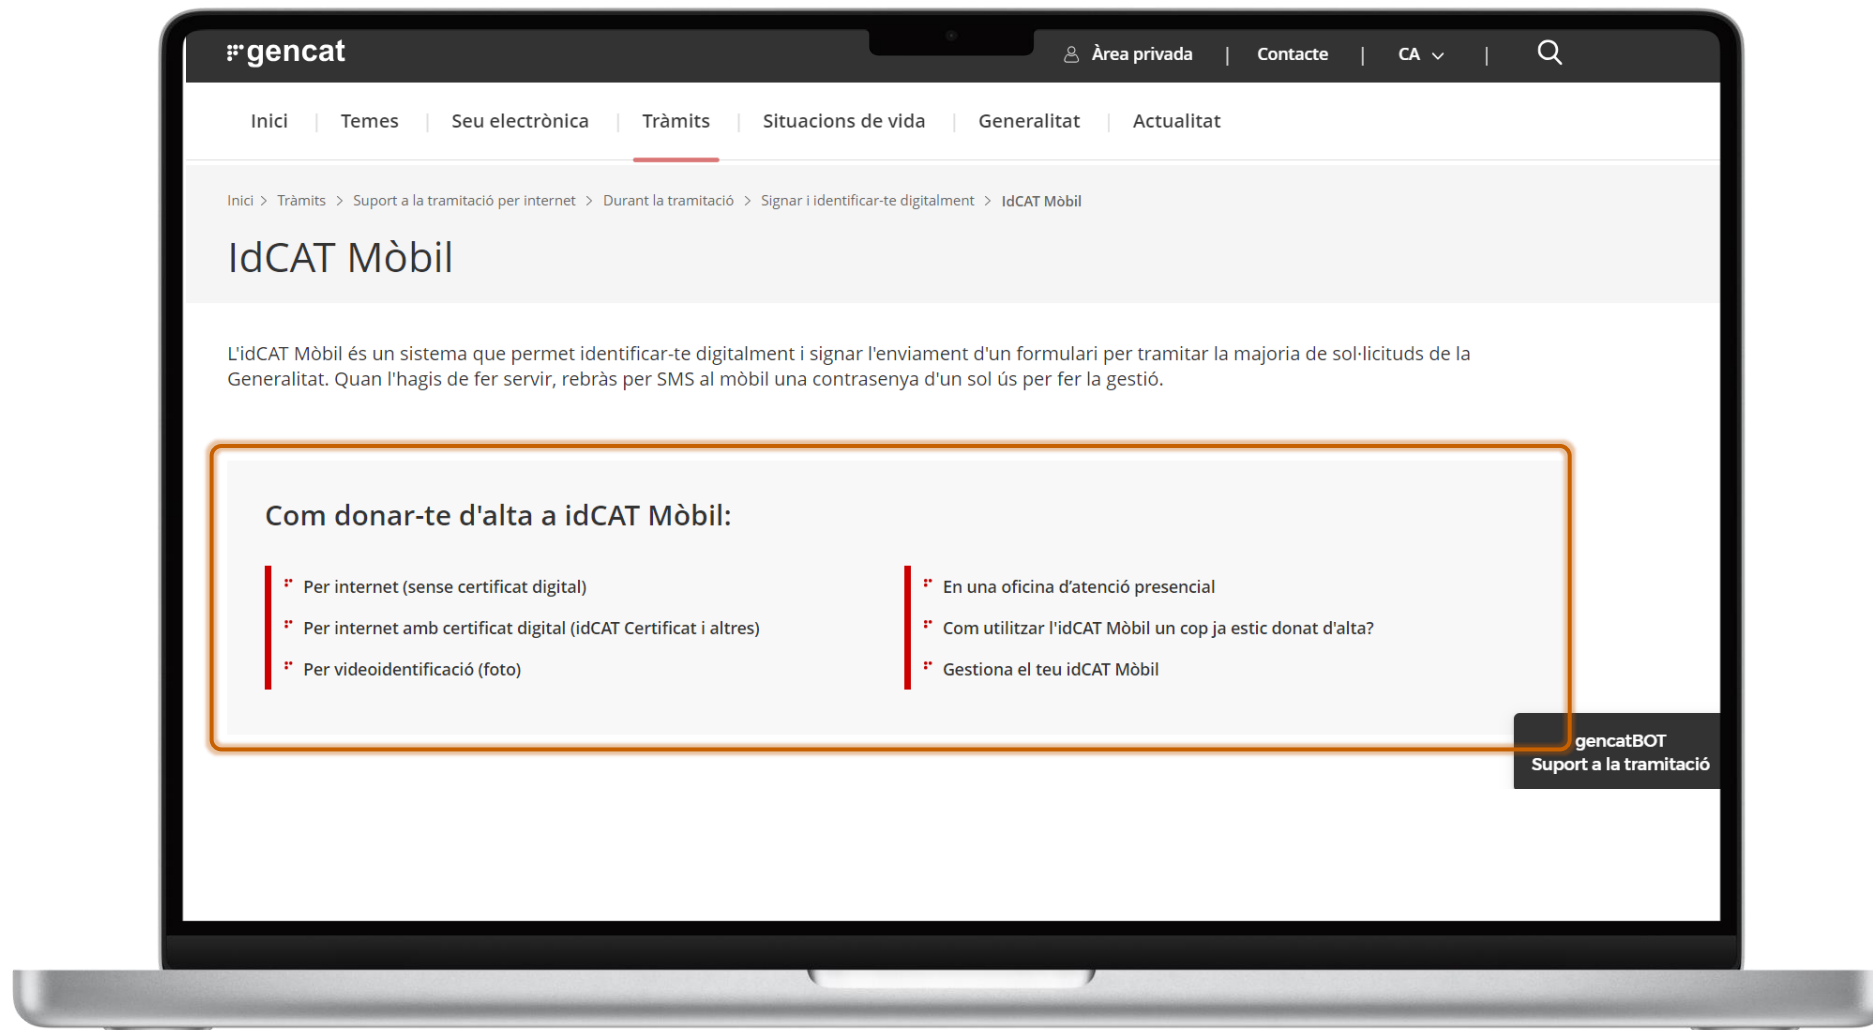 gencat
Àrea privada | Contacte | CA |
Inici | Temes | Seu electrònica | Tràmits | Situacions de vida | Generalitat | Actualitat
Inici > Tràmits > Suport a la tramitació per internet > Durant la tramitació > Signar i identificar-te digitalment > IdCAT Mòbil
IdCAT Mòbil
L'idCAT Mòbil és un sistema que permet identificar-te digitalment i signar l'enviament d'un formulari per tramitar la majoria de sol·licituds de la
Generalitat. Quan l'hagis de fer servir, rebràs per SMS al mòbil una contrasenya d'un sol ús per fer la gestió.
Com donar-te d'alta a idCAT Mòbil:
Per internet (sense certificat digital)
Per internet amb certificat digital (idCAT Certificat i altres)
Per videoidentificació (foto)
En una oficina d’atenció presencial
Com utilitzar l'idCAT Mòbil un cop ja estic donat d'alta?
Gestiona el teu idCAT Mòbil
gencatBOT
Suport a la tramitació